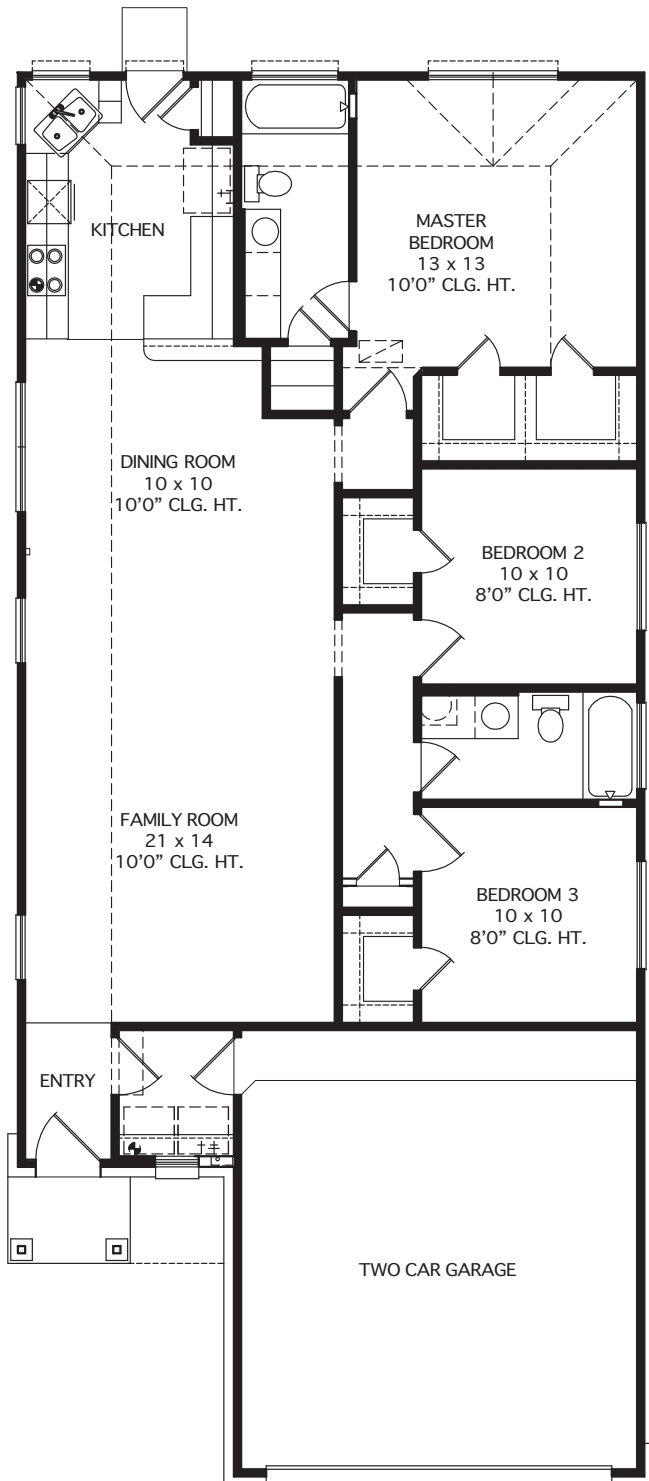 KITCHEN
MASTER
BEDROOM
13 x 13
10’0” CLG. HT.
DINING ROOM
10 x 10
10’0” CLG. HT.
BEDROOM 2
10 x 10
8’0” CLG. HT.
FAMILY ROOM
21 x 14
10’0” CLG. HT.
BEDROOM 3
10 x 10
8’0” CLG. HT.
ENTRY
TWO CAR GARAGE